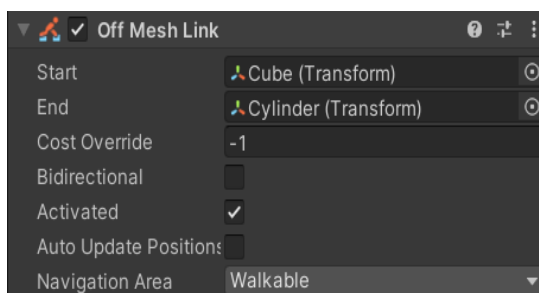 Off Mesh Link
Start Cube (Transform)
End Cylinder (Transform)
Cost Override -1
Bidirectional
Activated
Auto Update Positions
Navigation Area Walkable